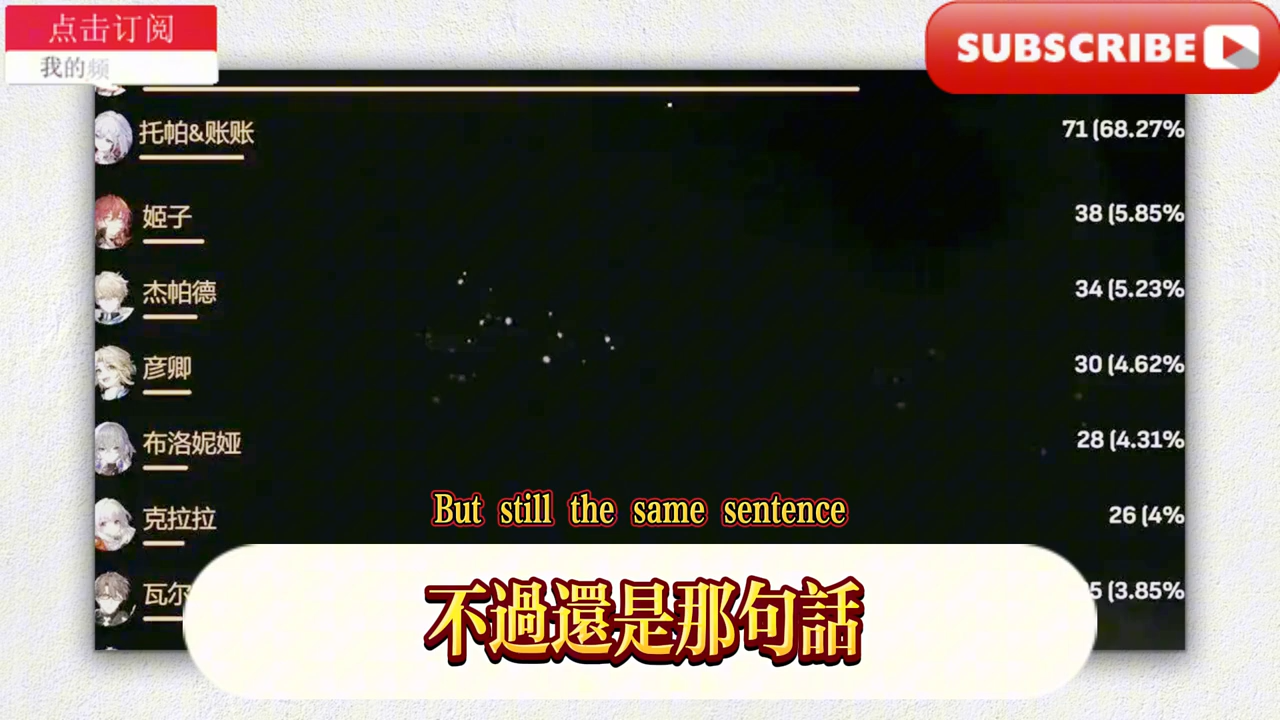 点击订阅
我的频
SUBSCRIBE
托帕&账账 71 (68.27%
姬子 38 (5.85%
杰帕德 34 (5.23%
彦卿 30 (4.62%
布洛妮娅 28 (4.31%
克拉拉 26 (4%
瓦尔 5 (3.85%
But still the same sentence
不過還是那句話